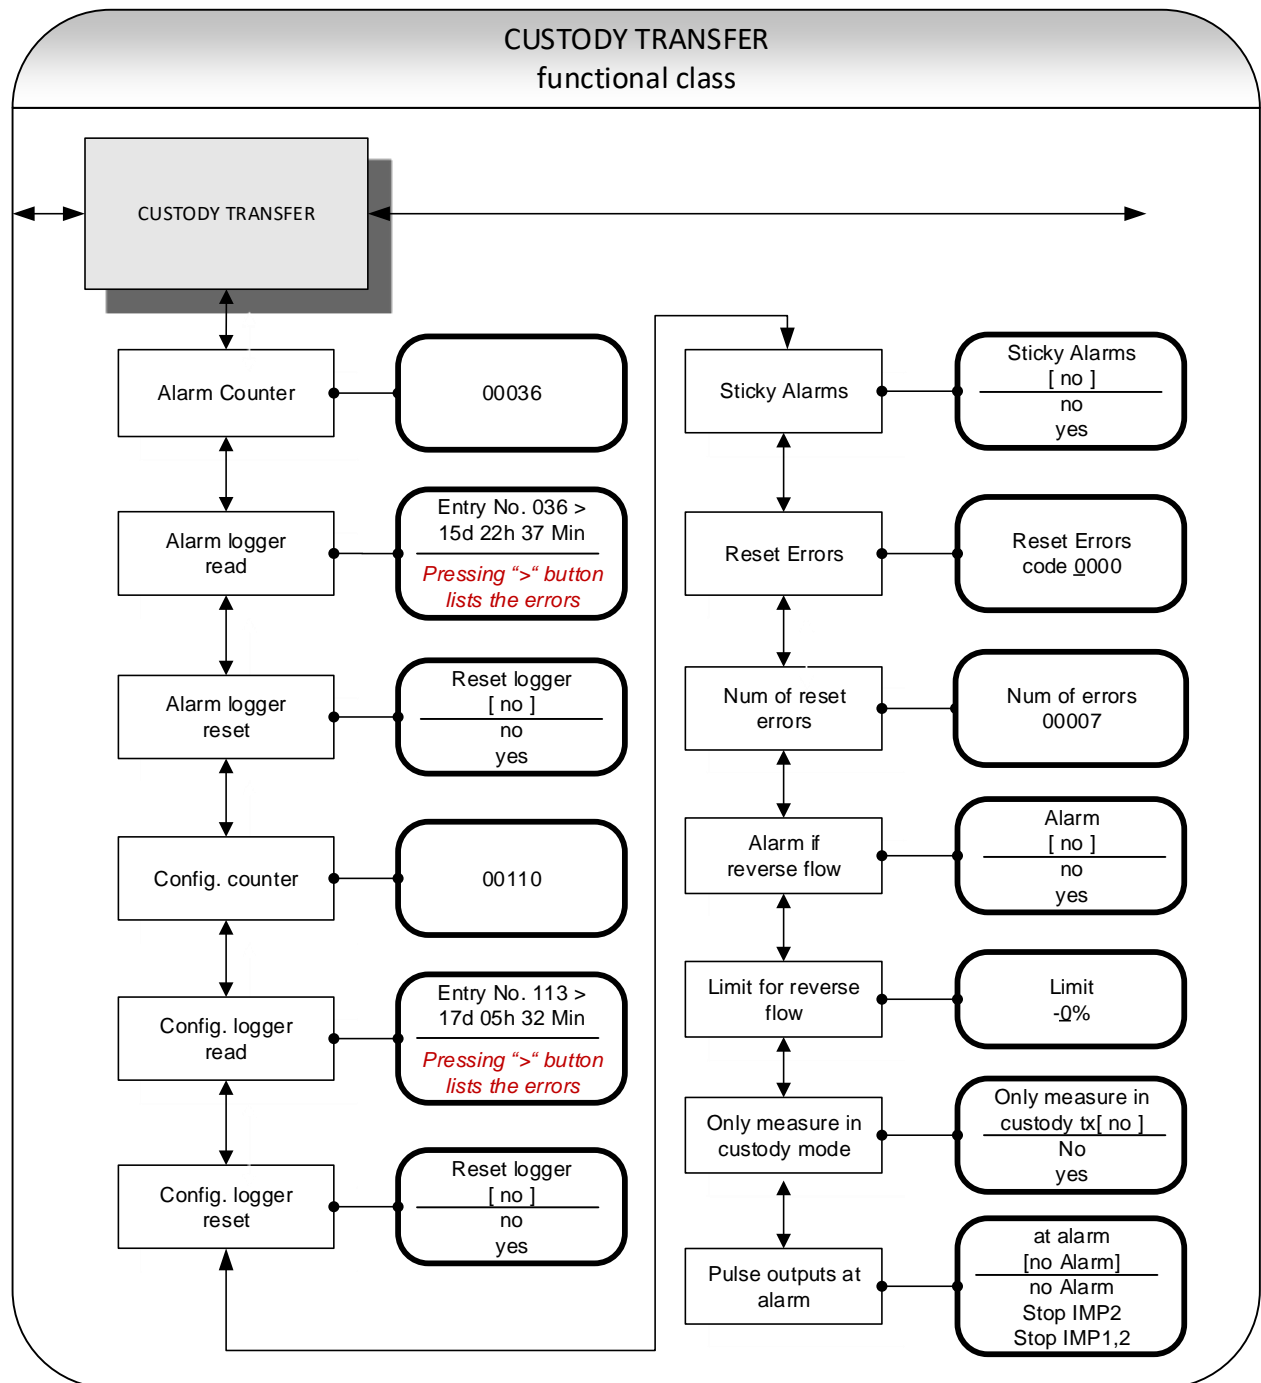 CUSTODY TRANSFER
functional class
CUSTODY TRANSFER
Alarm Counter
00036
Alarm logger
read
Entry No. 036 >
15d 22h 37 Min
Pressing “>“ button
lists the errors
Alarm logger
reset
Reset logger
[ no ]
no
yes
Config. counter
00110
Config. logger
read
Entry No. 113 >
17d 05h 32 Min
Pressing “>“ button
lists the errors
Config. logger
reset
Reset logger
[ no ]
no
yes
Sticky Alarms
Sticky Alarms
[ no ]
no
yes
Reset Errors
Reset Errors
code 0000
Num of reset
errors
Num of errors
00007
Alarm if
reverse flow
Alarm
[ no ]
no
yes
Limit for reverse
flow
Limit
-0%
Only measure in
custody mode
Only measure in
custody tx[ no ]
No
yes
Pulse outputs at
alarm
at alarm
[no Alarm]
no Alarm
Stop IMP2
Stop IMP1,2